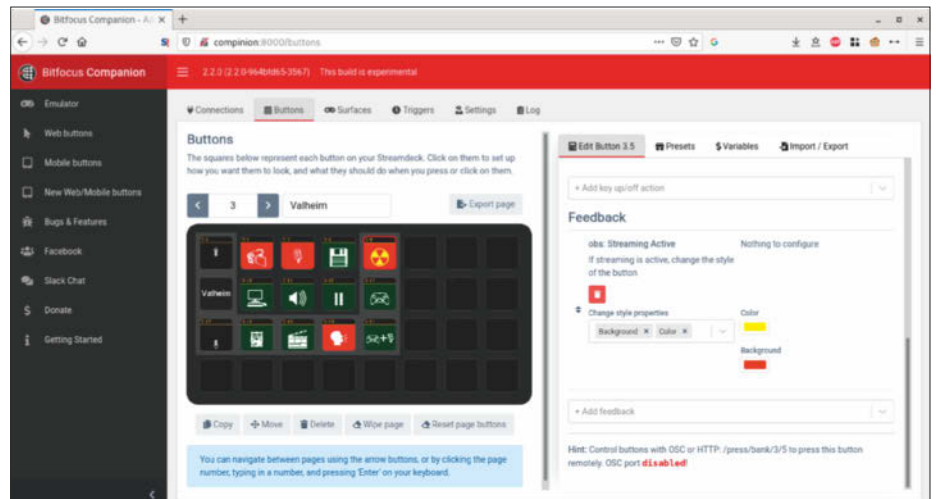 Bitfocus Companion - Ad
compinion:8000/buttons
Bitfocus Companion
2.2.0 (2.2.0-964bfd65-3567) This build is experimental
Emulator
Web buttons
Mobile buttons
New Web/Mobile buttons
Bugs & Features
Facebook
Slack Chat
Donate
Getting Started
Connections Buttons Surfaces Triggers Settings Log
Buttons
The squares below represent each button on your Streamdeck. Click on them to set up
how you want them to look, and what they should do when you press or click on them.
3 Valheim Export page
Valheim
Copy Move Delete Wipe page Reset page buttons
You can navigate between pages using the arrow buttons, or by clicking the page
number, typing in a number, and pressing 'Enter' on your keyboard.
Edit Button 3.5 Presets $ Variables Import / Export
+ Add key up/off action
Feedback
obs: Streaming Active Nothing to configure
If streaming is active, change the style
of the button
Change style properties Color
Background × Color ×
Background
+ Add feedback
Hint: Control buttons with OSC or HTTP: /press/bank/3/5 to press this button
remotely. OSC port disabled!